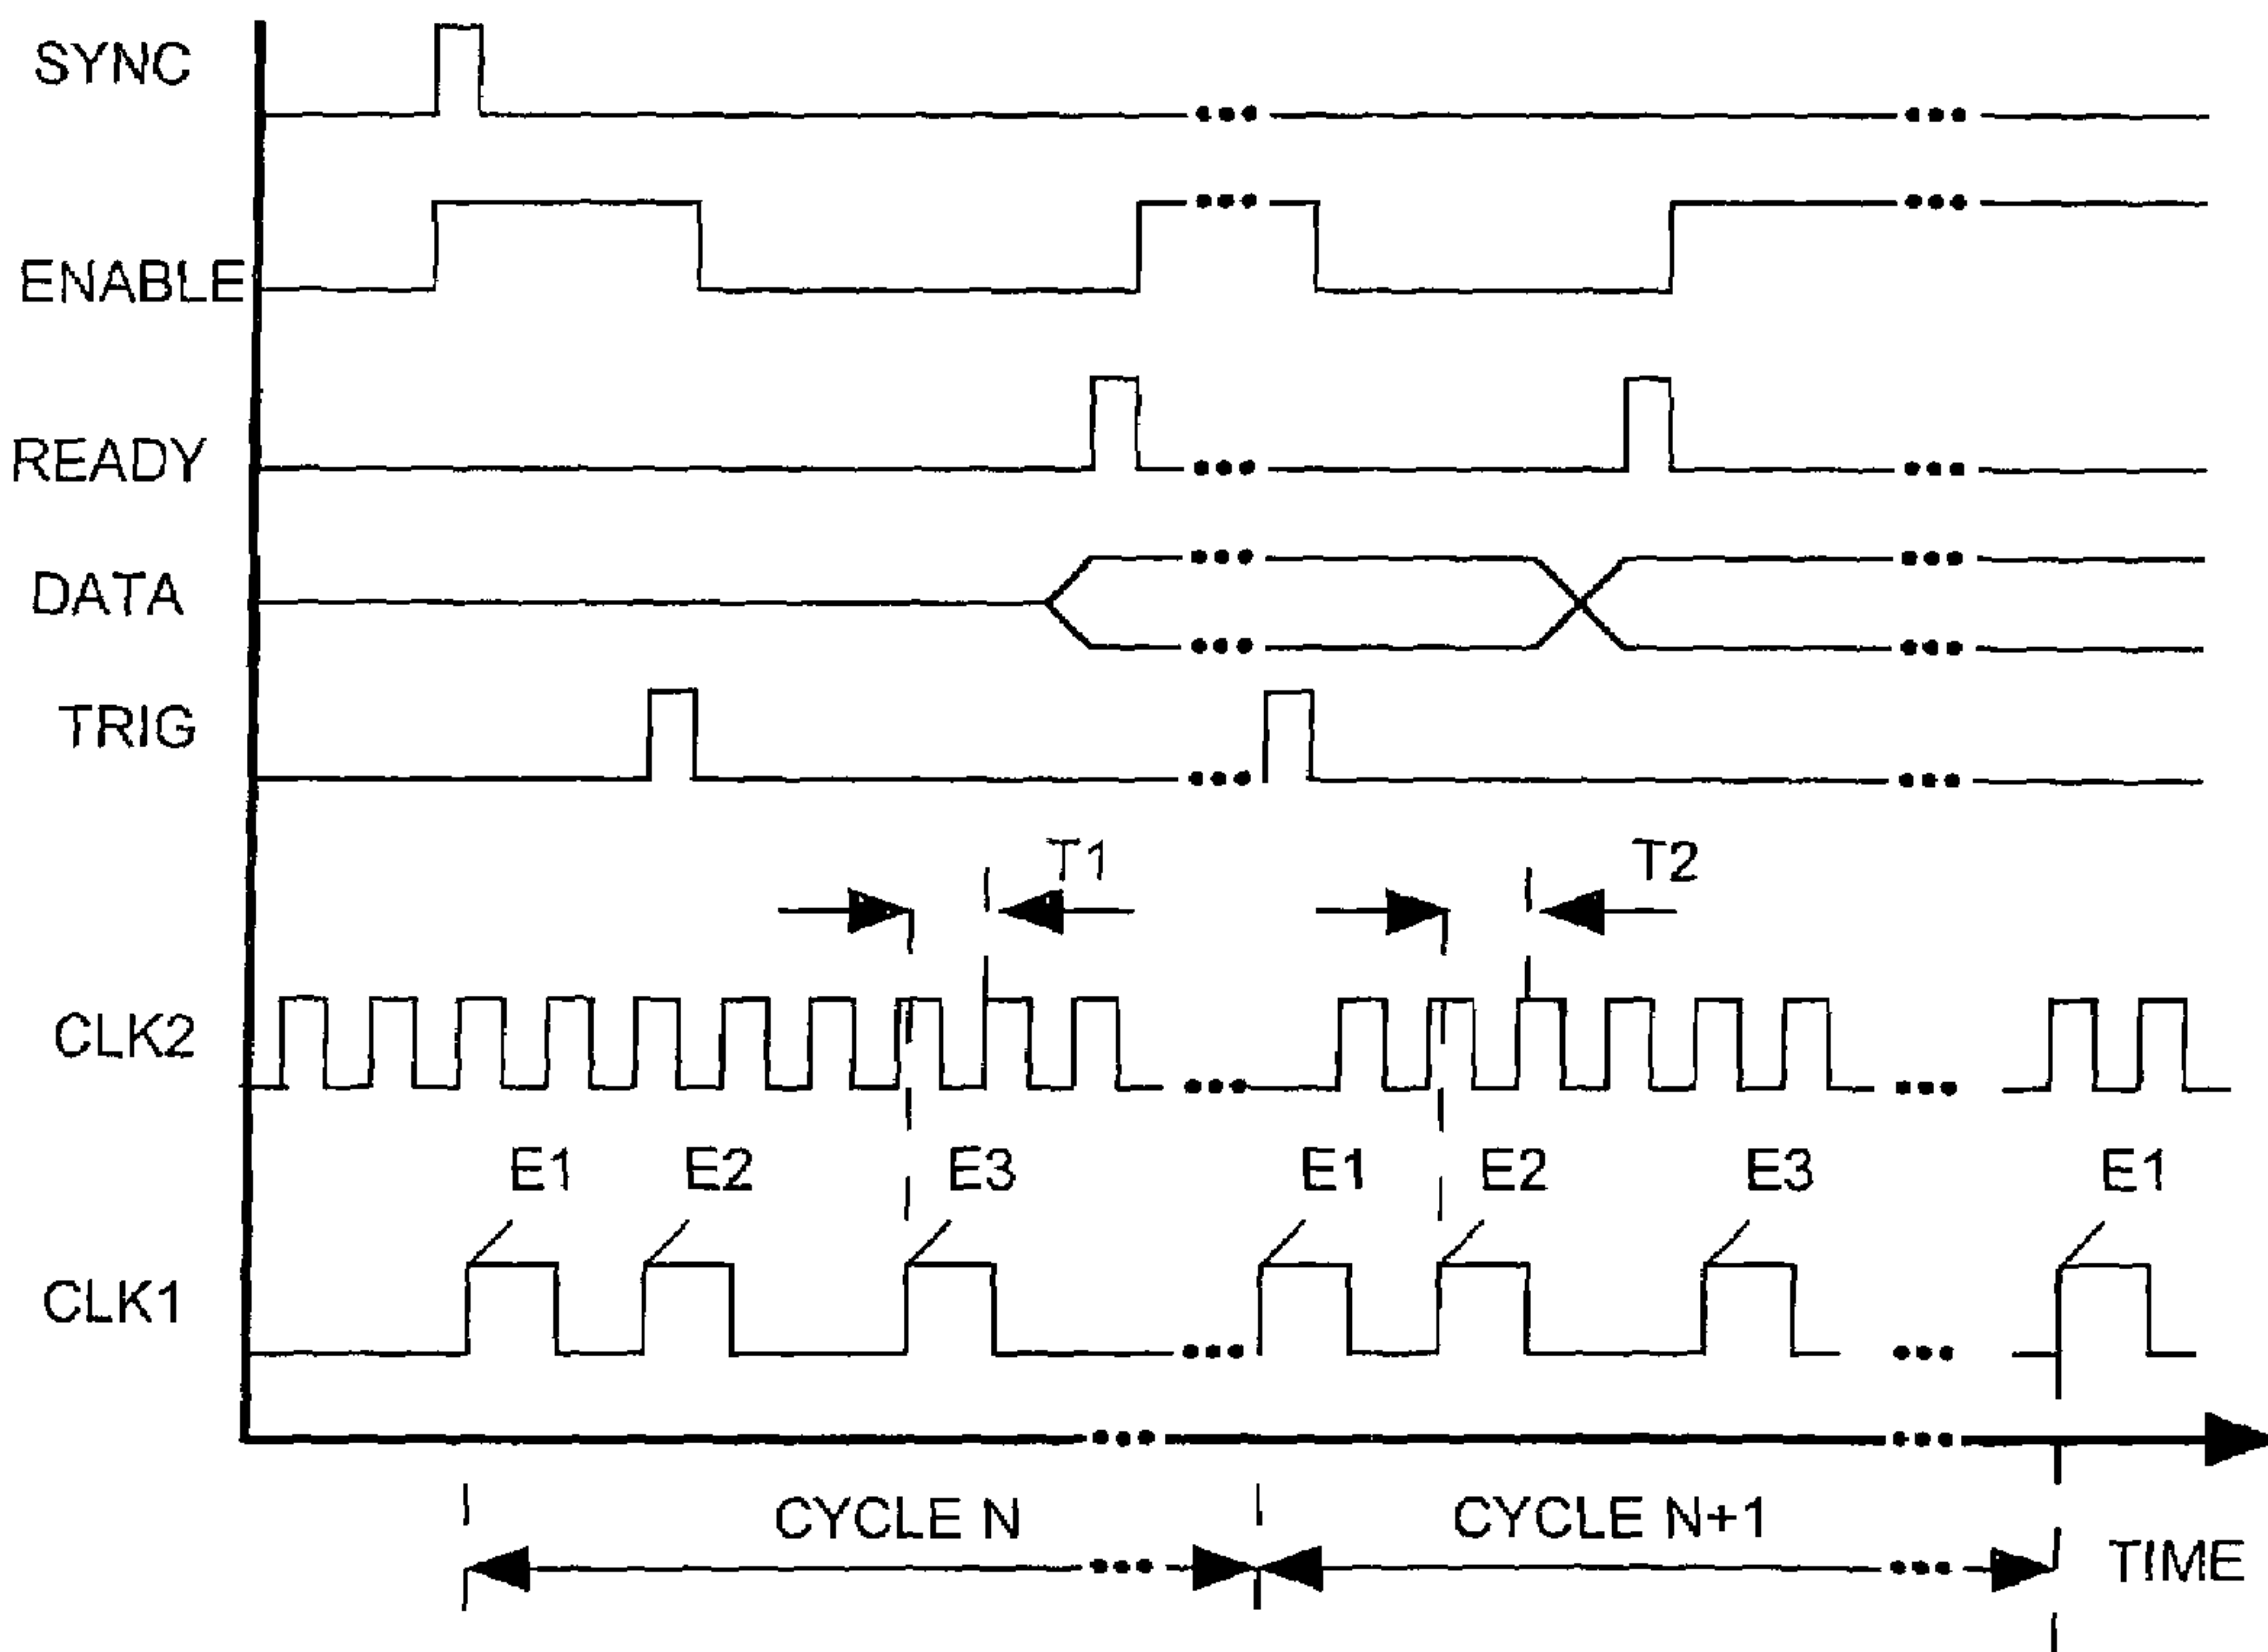 SYNC
ENABLE
READY
DATA
TRIG
T1 T2
CLK2
E1 E2 E3 E1 E2 E3 E1
CLK1
CYCLE N CYCLE N+1
TIME